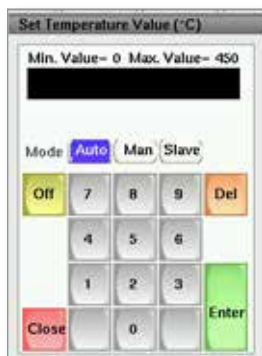 Set Temperature Value (°C)
Min. Value= 0 Max. Value= 450
Mode Auto Man Slave
Off 7 8 9 Del
4 5 6
1 2 3
Close 0 Enter